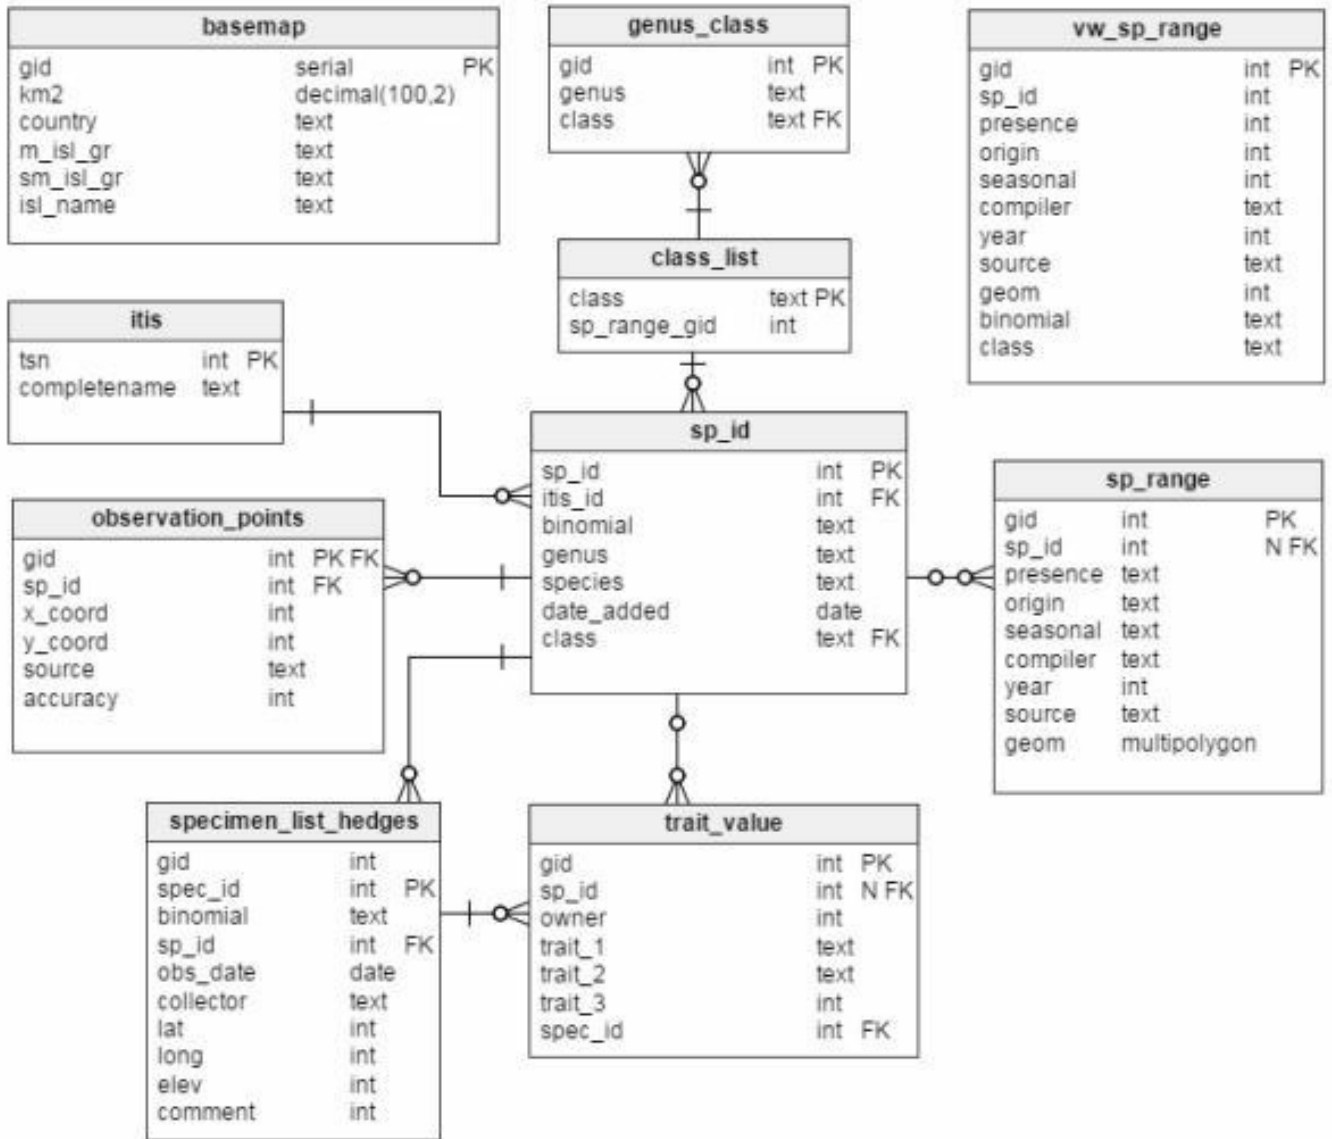 basemap
gid serial PK
km2 decimal(100,2)
country text
m_isl_gr text
sm_isl_gr text
isl_name text
genus_class
gid int PK
genus text
class text FK
vw_sp_range
gid int PK
sp_id int
presence int
origin int
seasonal int
compiler text
year int
source text
geom int
binomial text
class text
class_list
class text PK
sp_range_gid int
itis
tsn int PK
completename text
sp_id
sp_id int PK
itis_id int FK
binomial text
genus text
species text
date_added date
class text FK
observation_points
gid int PK FK
sp_id int FK
x_coord int
y_coord int
source text
accuracy int
sp_range
gid int PK
sp_id int N FK
presence text
origin text
seasonal text
compiler text
year int
source text
geom multipolygon
specimen_list_hedges
gid int
spec_id int PK
binomial text
sp_id int FK
obs_date date
collector text
lat int
long int
elev int
comment int
trait_value
gid int PK
sp_id int N FK
owner int
trait_1 text
trait_2 text
trait_3 int
spec_id int FK